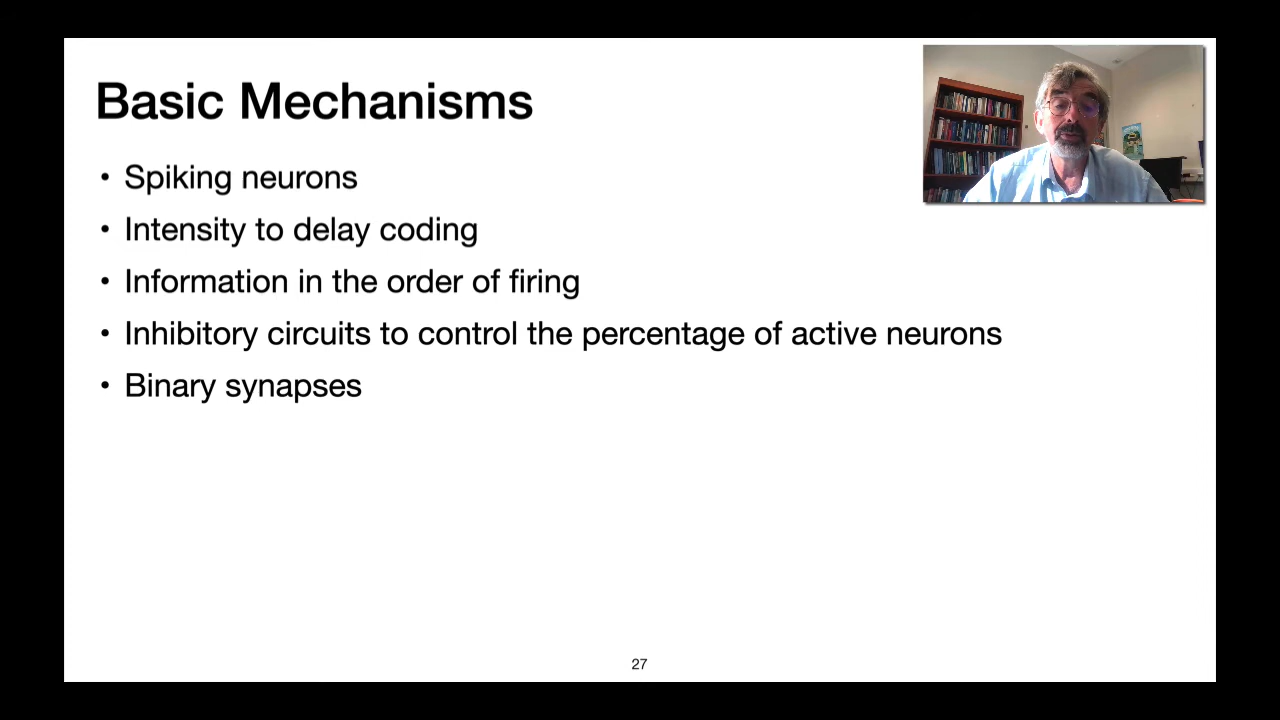 Basic Mechanisms
• Spiking neurons
• Intensity to delay coding
• Information in the order of firing
• Inhibitory circuits to control the percentage of active neurons
• Binary synapses
27